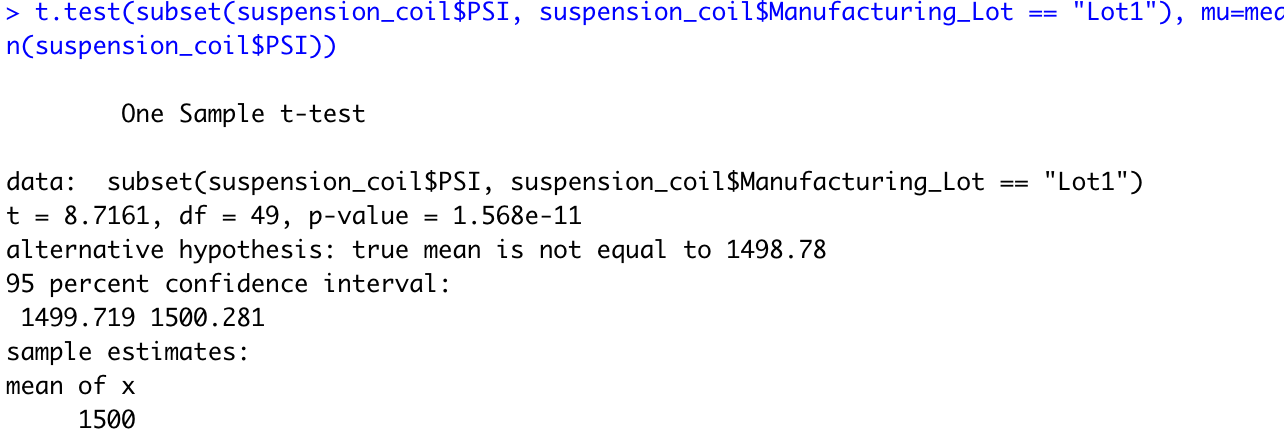 > t.test(subset(suspension_coil$PSI, suspension_coil$Manufacturing_Lot == "Lot1"), mu=mea
n(suspension_coil$PSI))
One Sample t-test
data:  subset(suspension_coil$PSI, suspension_coil$Manufacturing_Lot == "Lot1")
t = 8.7161, df = 49, p-value = 1.568e-11
alternative hypothesis: true mean is not equal to 1498.78
95 percent confidence interval:
 1499.719 1500.281
sample estimates:
mean of x
     1500